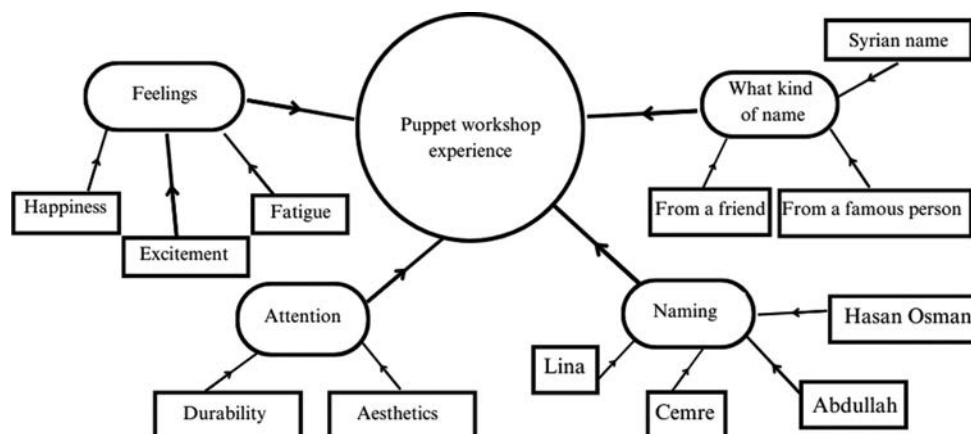 Syrian name
Feelings
What kind
of name
Puppet workshop
experience
Happiness
Fatigue
From a friend
From a famous person
Excitement
Attention
Naming
Hasan Osman
Lina
Durability
Aesthetics
Cemre
Abdullah